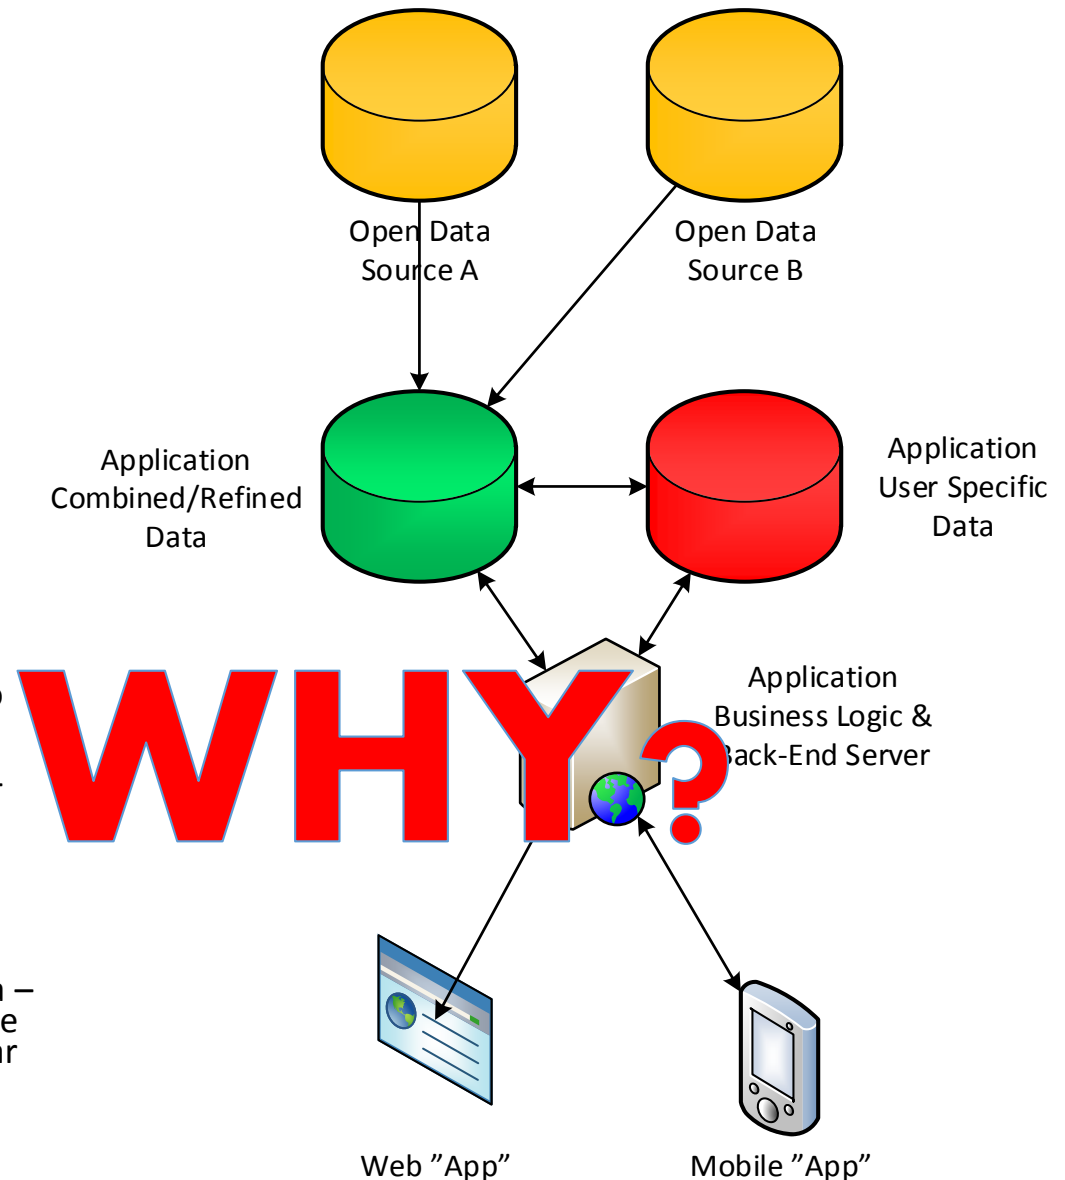 Open Data
Source A
Open Data
Source B
Application
Combined/Refined
Data
Application
User Specific
Data
WHY?
Application
Business Logic &
Back-End Server
–
Web ”App”
Mobile ”App”